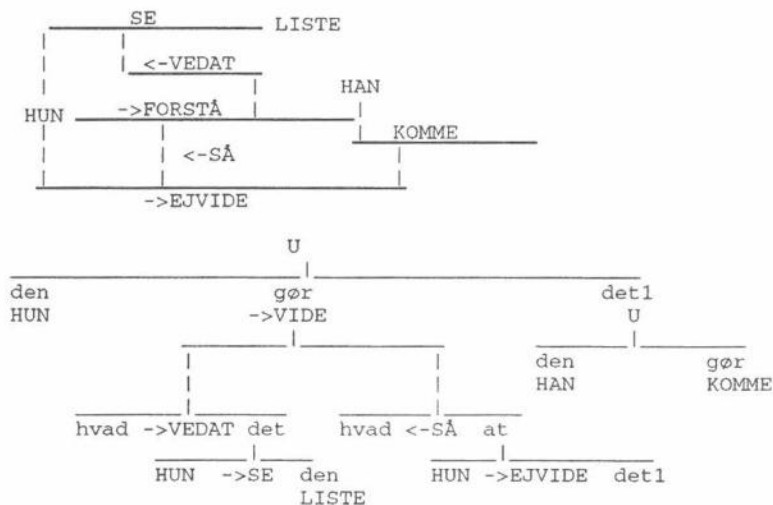 SE LISTE
<-VEDAT
HAN
HUN ->FORSTÅ
KOMME
<-SÅ
->EJVIDE
U
den gør det1
HUN ->VIDE U
den gør
HAN KOMME
hvad ->VEDAT det hvad <-SÅ at
HUN ->SE den HUN ->EJVIDE det1
LISTE